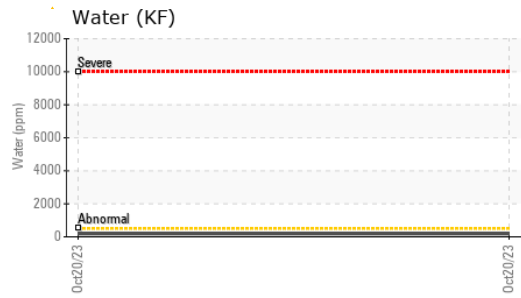 Water (KF)
12000
Severe
10000
8000
6000
4000
2000
Abnormal
0
Water (ppm)
Oct20/23
Oct20/23